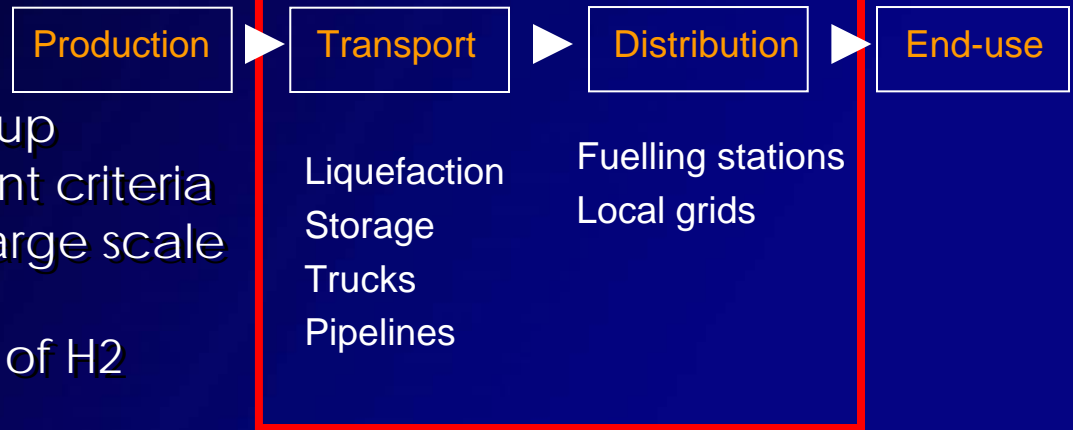 Production Transport Distribution End-use
up
nt criteria
arge scale
of H2
Liquefaction
Storage
Trucks
Pipelines
Fuelling stations
Local grids